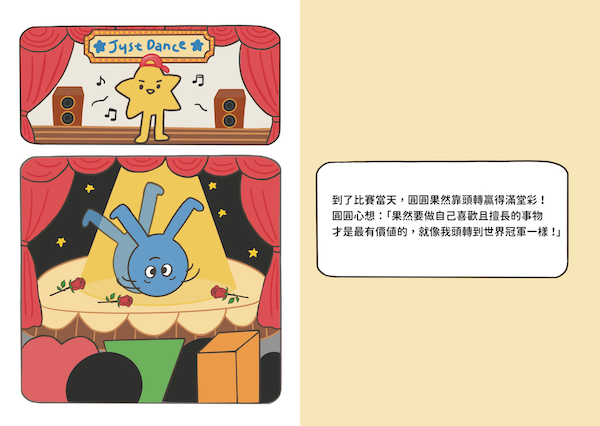 Just Dance
到了比賽當天，圓圓果然靠頭轉贏得滿堂彩！
圓圓心想：「果然要做自己喜歡且擅長的事物
才是最有價值的，就像我頭轉到世界冠軍一樣！」